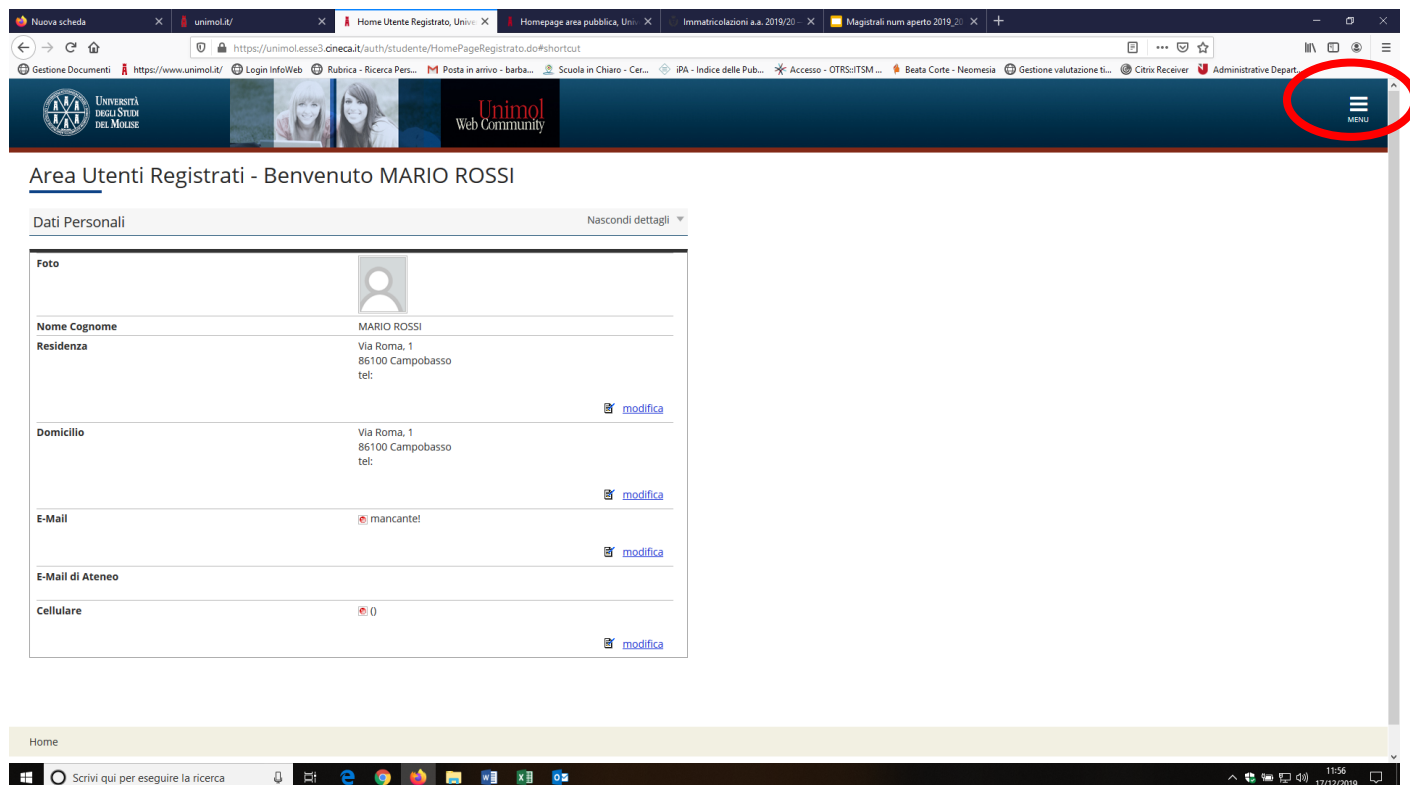 Nuova scheda
unimol.it/
Home Utente Registrato, Unive
Homepage area pubblica, Univ
Immatricolazioni a.a. 2019/20 -
Magistrali num aperto 2019_20
https://unimol.esse3.cineca.it/auth/studente/HomePageRegistrato.do#shortcut
Gestione Documenti https://www.unimol.it/ Login InfoWeb Rubrica - Ricerca Pers... Posta in arrivo - barba... Scuola in Chiaro - Cer... iPA - Indice delle Pub... Accesso - OTRS::ITSM ... Beata Corte - Neomesia Gestione valutazione ti... Citrix Receiver Administrative Depart...
UNIVERSITÀ
DEGLI STUDI
DEL MOLISE
Unimol
Web Community
MENU
Area Utenti Registrati - Benvenuto MARIO ROSSI
Dati Personali Nascondi dettagli
Foto
Nome Cognome MARIO ROSSI
Residenza Via Roma, 1
86100 Campobasso
tel:
modifica
Domicilio Via Roma, 1
86100 Campobasso
tel:
modifica
E-Mail mancante!
modifica
E-Mail di Ateneo
Cellulare ()
modifica
Home
Scrivi qui per eseguire la ricerca
11:56
17/12/2019